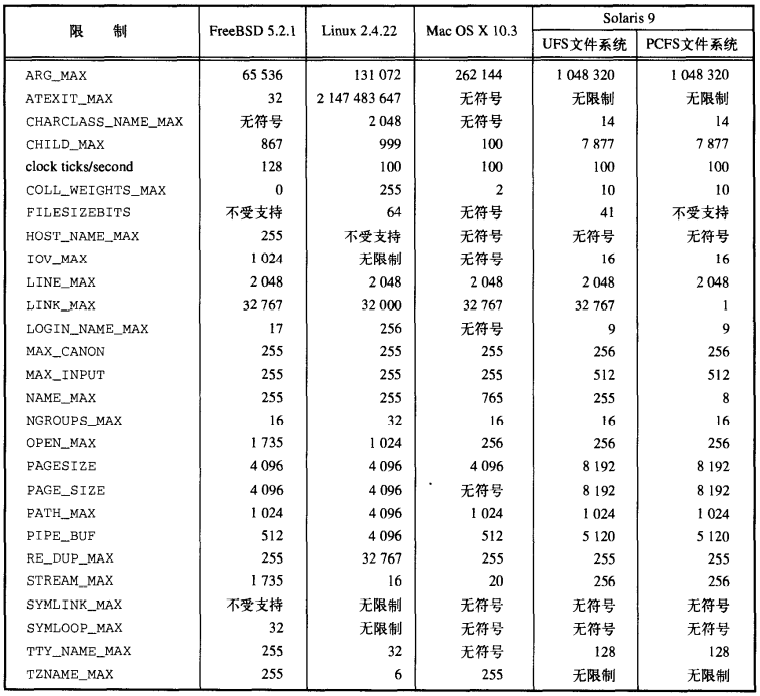 限 制 FreeBSD 5.2.1 Linux 2.4.22 Mac OS X 10.3 Solaris 9
UFS文件系统 PCFS文件系统
ARG_MAX 65 536 131 072 262 144 1 048 320 1 048 320
ATEXIT_MAX 32 2 147 483 647 无符号 无限制 无限制
CHARCLASS_NAME_MAX 无符号 2 048 无符号 14 14
CHILD_MAX 867 999 100 7 877 7 877
clock ticks/second 128 100 100 100 100
COLL_WEIGHTS_MAX 0 255 2 10 10
FILESIZEBITS 不受支持 64 无符号 41 不受支持
HOST_NAME_MAX 255 不受支持 无符号 无符号 无符号
IOV_MAX 1 024 无限制 无符号 16 16
LINE_MAX 2 048 2 048 2 048 2 048 2 048
LINK_MAX 32 767 32 000 32 767 32 767 1
LOGIN_NAME_MAX 17 256 无符号 9 9
MAX_CANON 255 255 255 256 256
MAX_INPUT 255 255 255 512 512
NAME_MAX 255 255 765 255 8
NGROUPS_MAX 16 32 16 16 16
OPEN_MAX 1 735 1 024 256 256 256
PAGESIZE 4 096 4 096 4 096 8 192 8 192
PAGE_SIZE 4 096 4 096 无符号 8 192 8 192
PATH_MAX 1 024 4 096 1 024 1 024 1 024
PIPE_BUF 512 4 096 512 5 120 5 120
RE_DUP_MAX 255 32 767 255 255 255
STREAM_MAX 1 735 16 20 256 256
SYMLINK_MAX 不受支持 无限制 无符号 无符号 无符号
SYMLOOP_MAX 32 无限制 无符号 无符号 无符号
TTY_NAME_MAX 255 32 无符号 128 128
TZNAME_MAX 255 6 255 无限制 无限制